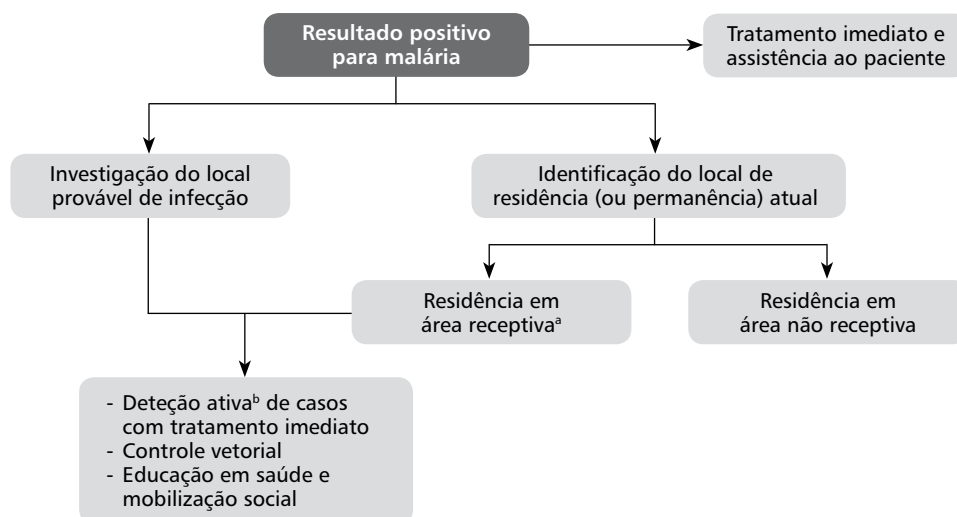 Resultado positivo
para malária
Tratamento imediato e
assistência ao paciente
Investigação do local
provável de infecção
Identificação do local de
residência (ou permanência) atual
Residência em
área receptivaᵃ
Residência em
área não receptiva
- Deteção ativaᵇ de casos
com tratamento imediato
- Controle vetorial
- Educação em saúde e
mobilização social